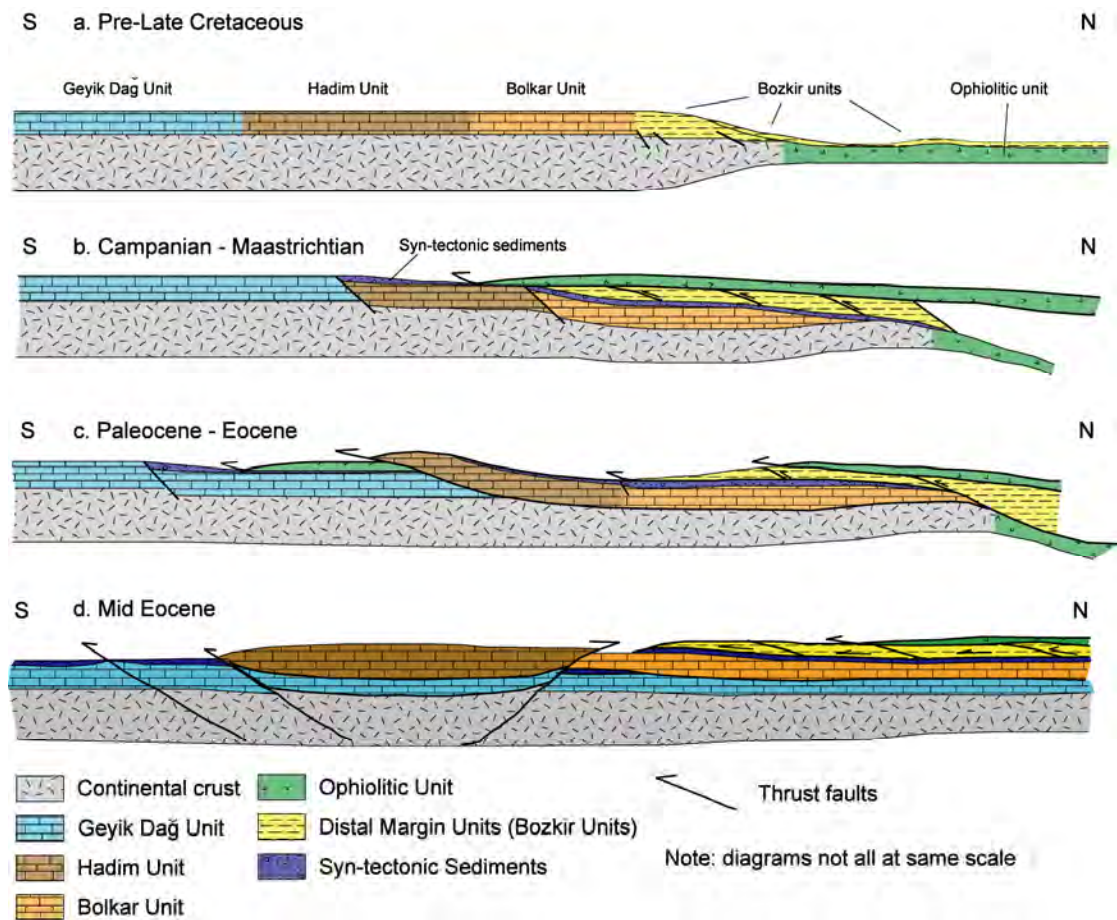 S a. Pre-Late Cretaceous N
Geyik Dağ Unit Hadim Unit Bolkar Unit Bozkir units Ophiolitic unit
S b. Campanian - Maastrichtian N
Syn-tectonic sediments
S c. Paleocene - Eocene N
S d. Mid Eocene N
Continental crust
Geyik Dağ Unit
Hadim Unit
Bolkar Unit
Ophiolitic Unit
Distal Margin Units (Bozkir Units)
Syn-tectonic Sediments
Thrust faults
Note: diagrams not all at same scale